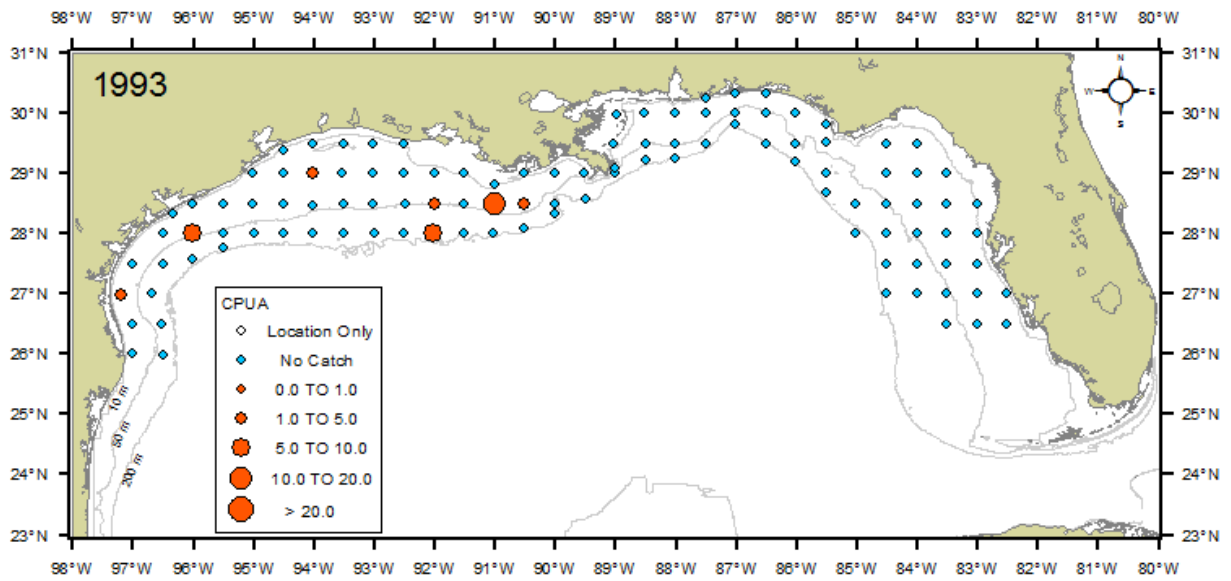 98°W 97°W 96°W 95°W 94°W 93°W 92°W 91°W 90°W 89°W 88°W 87°W 86°W 85°W 84°W 83°W 82°W 81°W 80°W
31°N 31°N
1993
N
W E
S
30°N 30°N
29°N 29°N
28°N 28°N
27°N 27°N
26°N 26°N
25°N 25°N
24°N 24°N
23°N 23°N
10 m
50 m
200 m
CPUA
Location Only
No Catch
0.0 TO 1.0
1.0 TO 5.0
5.0 TO 10.0
10.0 TO 20.0
> 20.0
98°W 97°W 96°W 95°W 94°W 93°W 92°W 91°W 90°W 89°W 88°W 87°W 86°W 85°W 84°W 83°W 82°W 81°W 80°W